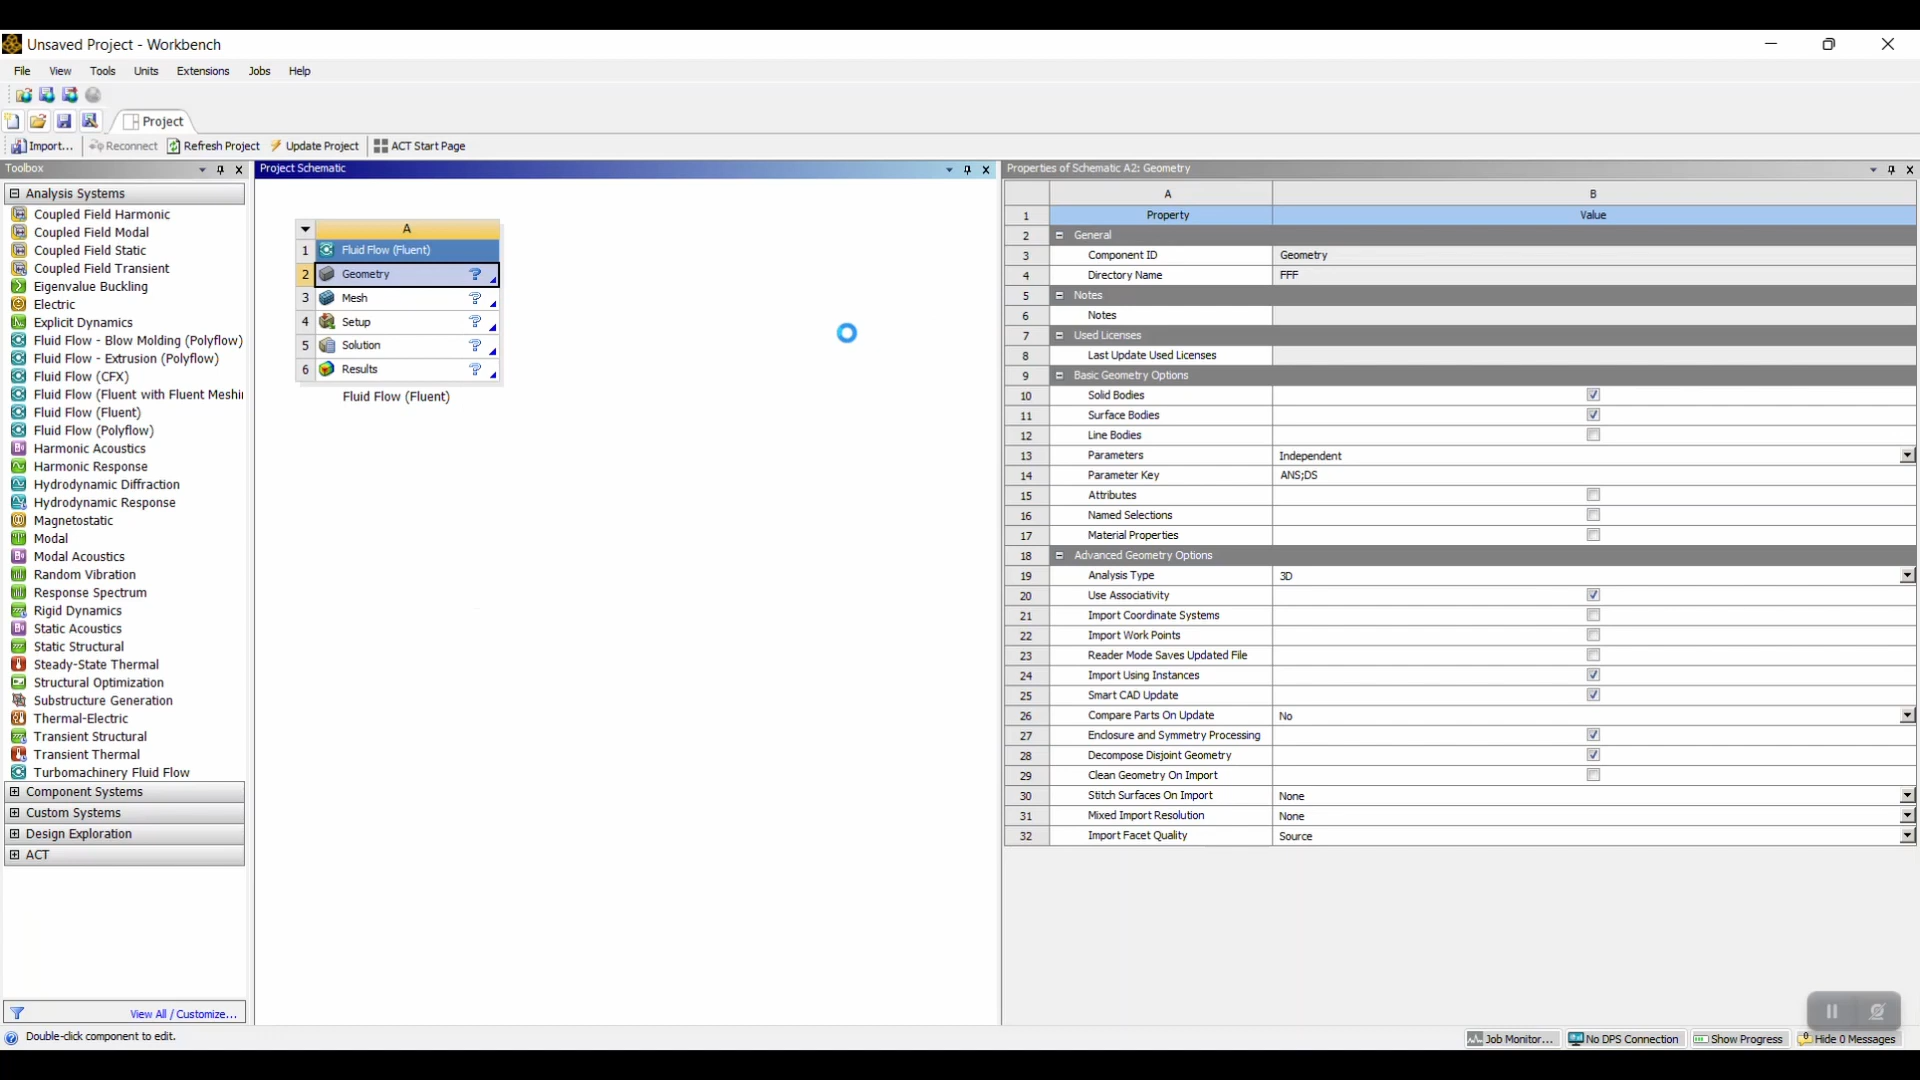 Unsaved Project - Workbench
File View Tools Units Extensions Jobs Help
Project
Import... Reconnect Refresh Project Update Project ACT Start Page
Toolbox
Analysis Systems
Coupled Field Harmonic
Coupled Field Modal
Coupled Field Static
Coupled Field Transient
Eigenvalue Buckling
Electric
Explicit Dynamics
Fluid Flow - Blow Molding (Polyflow)
Fluid Flow - Extrusion (Polyflow)
Fluid Flow (CFX)
Fluid Flow (Fluent with Fluent Meshi
Fluid Flow (Fluent)
Fluid Flow (Polyflow)
Harmonic Acoustics
Harmonic Response
Hydrodynamic Diffraction
Hydrodynamic Response
Magnetostatic
Modal
Modal Acoustics
Random Vibration
Response Spectrum
Rigid Dynamics
Static Acoustics
Static Structural
Steady-State Thermal
Structural Optimization
Substructure Generation
Thermal-Electric
Transient Structural
Transient Thermal
Turbomachinery Fluid Flow
Component Systems
Custom Systems
Design Exploration
ACT
View All / Customize...
Project Schematic
A
1 Fluid Flow (Fluent)
2 Geometry ?
3 Mesh ?
4 Setup ?
5 Solution ?
6 Results ?
Fluid Flow (Fluent)
Properties of Schematic A2: Geometry
A B
1 Property Value
2 General
3 Component ID Geometry
4 Directory Name FFF
5 Notes
6 Notes
7 Used Licenses
8 Last Update Used Licenses
9 Basic Geometry Options
10 Solid Bodies
11 Surface Bodies
12 Line Bodies
13 Parameters Independent
14 Parameter Key ANS;DS
15 Attributes
16 Named Selections
17 Material Properties
18 Advanced Geometry Options
19 Analysis Type 3D
20 Use Associativity
21 Import Coordinate Systems
22 Import Work Points
23 Reader Mode Saves Updated File
24 Import Using Instances
25 Smart CAD Update
26 Compare Parts On Update No
27 Enclosure and Symmetry Processing
28 Decompose Disjoint Geometry
29 Clean Geometry On Import
30 Stitch Surfaces On Import None
31 Mixed Import Resolution None
32 Import Facet Quality Source
Double-click component to edit.
Job Monitor... No DPS Connection Show Progress Hide 0 Messages